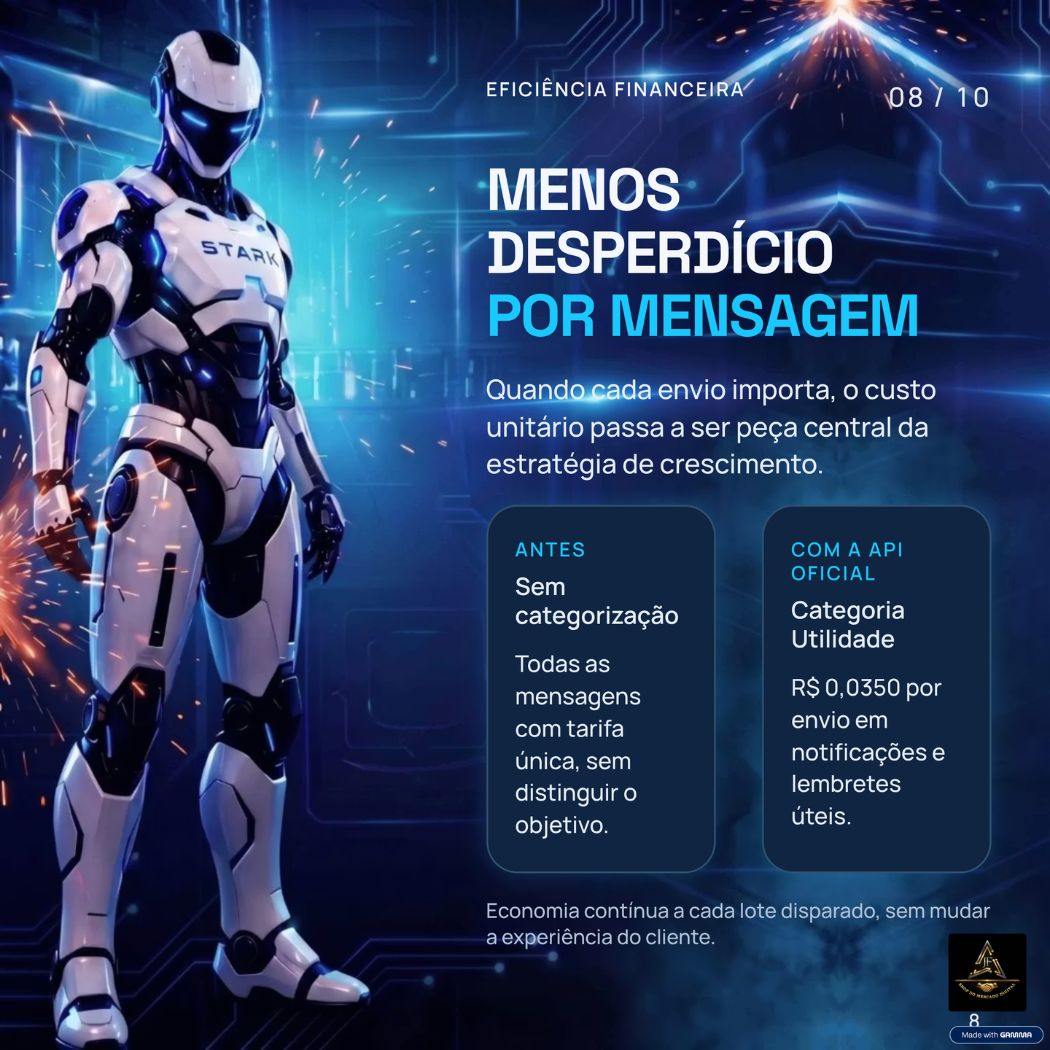 EFICIÊNCIA FINANCEIRA
08 / 10
STARK
MENOS
DESPERDÍCIO
POR MENSAGEM
Quando cada envio importa, o custo
unitário passa a ser peça central da
estratégia de crescimento.
ANTES
Sem
categorização
Todas as
mensagens
com tarifa
única, sem
distinguir o
objetivo.
COM A API
OFICIAL
Categoria
Utilidade
R$ 0,0350 por
envio em
notificações e
lembretes
úteis.
Economia contínua a cada lote disparado, sem mudar
a experiência do cliente.
8
Made with GAMMA